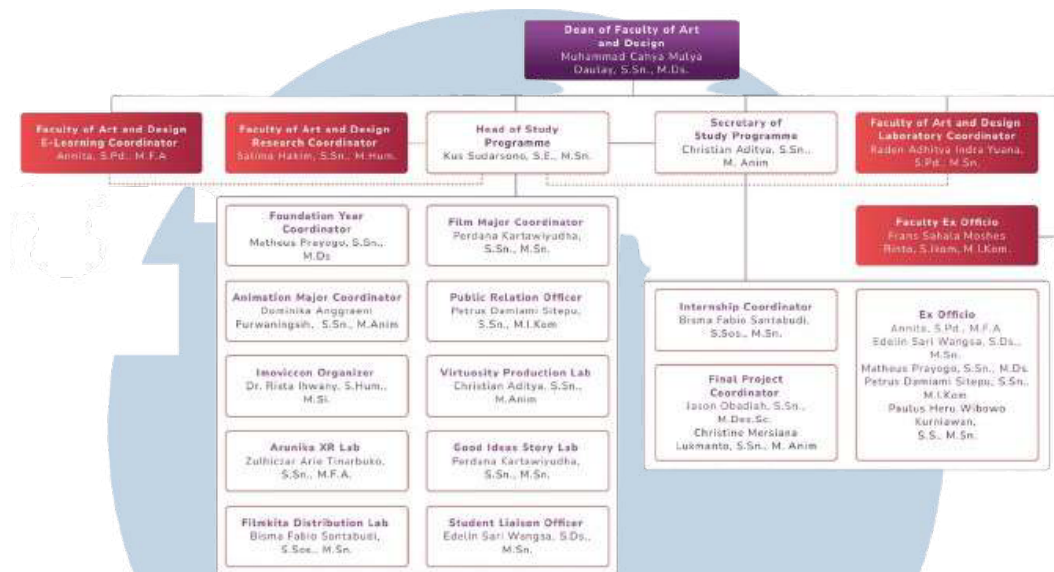 Dean of Faculty of Art
and Design
Muhammad Cahya Mulya
Daulay, S.Sn., M.Ds.
Faculty of Art and Design
E-Learning Coordinator
Annita, S.Pd., M.F.A
Faculty of Art and Design
Research Coordinator
Salima Hakim, S.Sn., M.Hum.
Head of Study
Programme
Kus Sudarsono, S.E., M.Sn.
Secretary of
Study Programme
Christian Aditya, S.Sn.,
M. Anim
Faculty of Art and Design
Laboratory Coordinator
Raden Adhitya Indra Yuana,
S.Pd., M.Sn.
Foundation Year
Coordinator
Matheus Prayogo, S.Sn.,
M.Ds
Film Major Coordinator
Perdana Kartawiyudha,
S.Sn., M.Sn.
Faculty Ex Officio
Frans Sahala Moshes
Rinto, S.Ikom, M.I.Kom.
Animation Major Coordinator
Dominika Anggraeni
Purwaningsih, S.Sn., M.Anim
Public Relation Officer
Petrus Damiami Sitepu,
S.Sn., M.I.Kom
Internship Coordinator
Bisma Fabio Santabudi,
S.Sos., M.Sn.
Ex Officio
Annita, S.Pd., M.F.A
Edelin Sari Wangsa, S.Ds.,
M.Sn.
Matheus Prayogo, S.Sn., M.Ds.
Petrus Damiami Sitepu, S.Sn.,
M.I.Kom
Paulus Heru Wibowo
Kurniawan,
S.S., M.Sn.
Imoviccon Organizer
Dr. Rista Ihwany, S.Hum.,
M.Si.
Virtuosity Production Lab
Christian Aditya, S.Sn.,
M.Anim
Final Project
Coordinator
Jason Obadiah, S.Sn.,
M.Des.Sc.
Christine Mersiana
Lukmanto, S.Sn., M. Anim
Arunika XR Lab
Zulhiczar Arie Tinarbuko,
S.Sn., M.F.A.
Good Ideas Story Lab
Perdana Kartawiyudha,
S.Sn., M.Sn.
Filmkita Distribution Lab
Bisma Fabio Santabudi,
S.Sos., M.Sn.
Student Liaison Officer
Edelin Sari Wangsa, S.Ds.,
M.Sn.